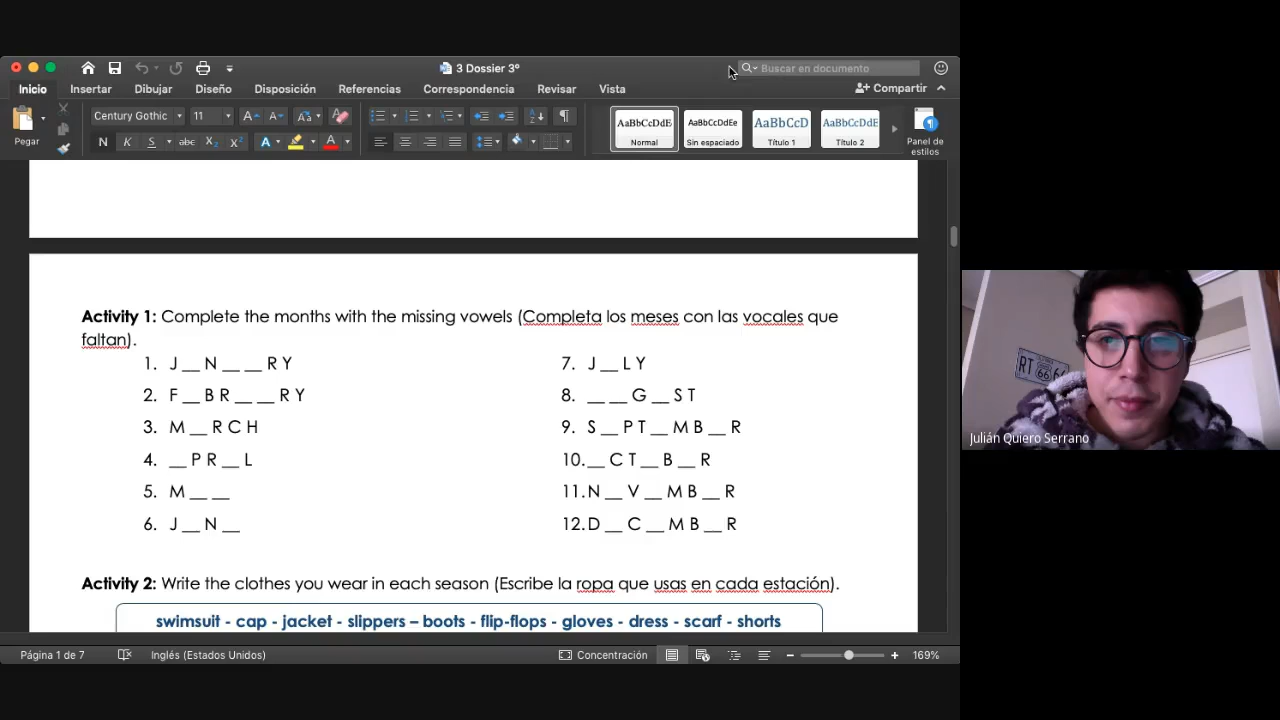 3 Dossier 3º
Buscar en documento
Inicio
Insertar
Dibujar
Diseño
Disposición
Referencias
Correspondencia
Revisar
Vista
Compartir
Pegar
Century Gothic
11
N K S abc X₂ X²
AaBbCcDdE
Normal
AaBbCcDdEe
Sin espaciado
AaBbCcD
Título 1
AaBbCcDdE
Título 2
Panel de
estilos
Activity 1: Complete the months with the missing vowels (Completa los meses con las vocales que
faltan).
1. J __ N __ __ R Y
2. F __ B R __ __ R Y
3. M __ R C H
4. __ P R __ L
5. M __ __
6. J __ N __
7. J __ L Y
8. __ __ G __ S T
9. S __ P T __ M B __ R
10. __ C T __ B __ R
11. N __ V __ M B __ R
12. D __ C __ M B __ R
Activity 2: Write the clothes you wear in each season (Escribe la ropa que usas en cada estación).
swimsuit - cap - jacket - slippers – boots - flip-flops - gloves - dress - scarf - shorts
Página 1 de 7
Inglés (Estados Unidos)
Concentración
169%
RT 66 66
Julián Quiero Serrano